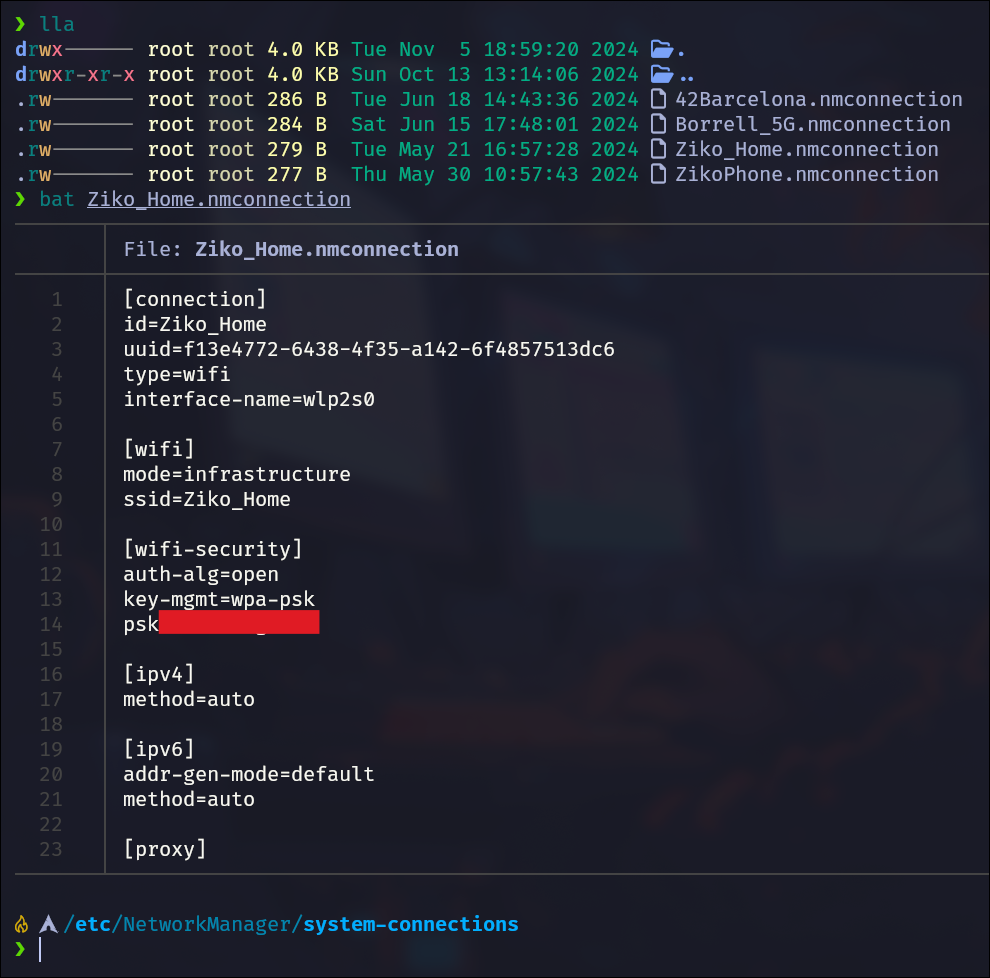 ❯ lla
drwx------ root root 4.0 KB Tue Nov  5 18:59:20 2024 .
drwxr-xr-x root root 4.0 KB Sun Oct 13 13:14:06 2024 ..
.rw------- root root 286 B  Tue Jun 18 14:43:36 2024 42Barcelona.nmconnection
.rw------- root root 284 B  Sat Jun 15 17:48:01 2024 Borrell_5G.nmconnection
.rw------- root root 279 B  Tue May 21 16:57:28 2024 Ziko_Home.nmconnection
.rw------- root root 277 B  Thu May 30 10:57:43 2024 ZikoPhone.nmconnection
❯ bat Ziko_Home.nmconnection
File: Ziko_Home.nmconnection
1 [connection]
2 id=Ziko_Home
3 uuid=f13e4772-6438-4f35-a142-6f4857513dc6
4 type=wifi
5 interface-name=wlp2s0
6
7 [wifi]
8 mode=infrastructure
9 ssid=Ziko_Home
10
11 [wifi-security]
12 auth-alg=open
13 key-mgmt=wpa-psk
14 psk
15
16 [ipv4]
17 method=auto
18
19 [ipv6]
20 addr-gen-mode=default
21 method=auto
22
23 [proxy]
/etc/NetworkManager/system-connections
❯